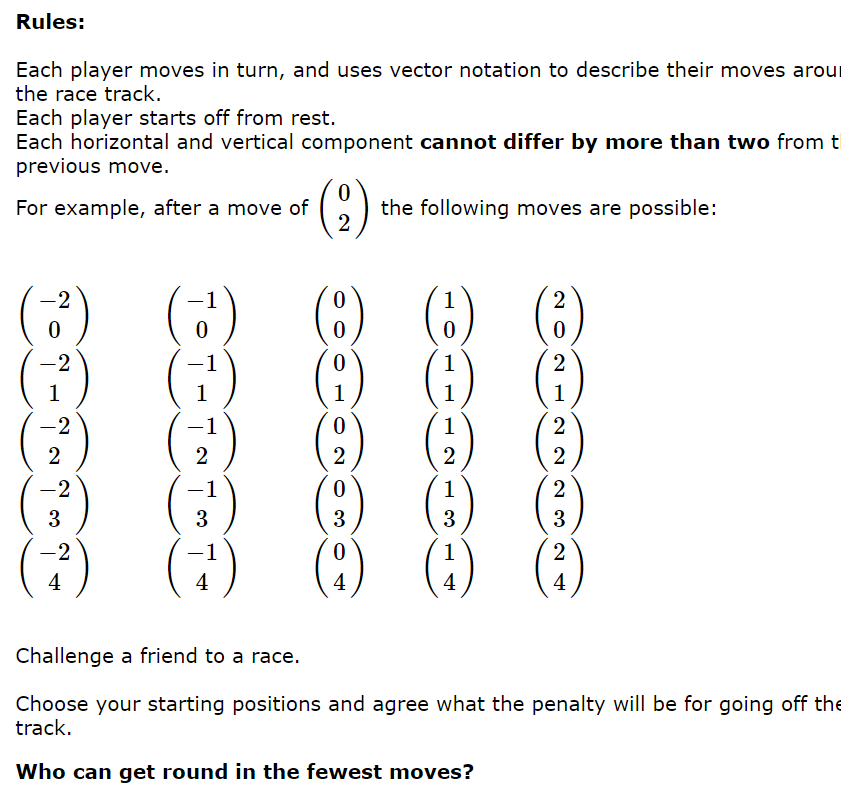 Rules:
Each player moves in turn, and uses vector notation to describe their moves
the race track.
Each player starts off from rest.
Each horizontal and vertical component cannot differ by more than two from
previous move.
For example, after a move of (0 2) the following moves are possible:
−2 −1 0 1 2
0 0 0 0 0
−2 −1 0 1 2
1 1 1 1 1
−2 −1 0 1 2
2 2 2 2 2
−2 −1 0 1 2
3 3 3 3 3
−2 −1 0 1 2
4 4 4 4 4
Challenge a friend to a race.
Choose your starting positions and agree what the penalty will be for going off the
track.
Who can get round in the fewest moves?